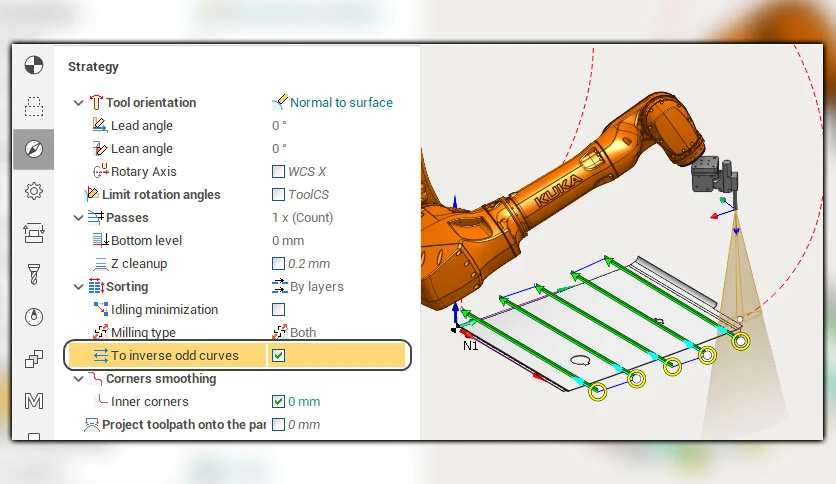 Strategy
Tool orientation Normal to surface
Lead angle 0 °
Lean angle 0 °
Rotary Axis WCS X
Limit rotation angles ToolCS
Passes 1 x (Count)
Bottom level 0 mm
Z cleanup 0.2 mm
Sorting By layers
Idling minimization
Milling type Both
To inverse odd curves
Corners smoothing
Inner corners 0 mm
Project toolpath onto the par 0 mm
KUKA
N1